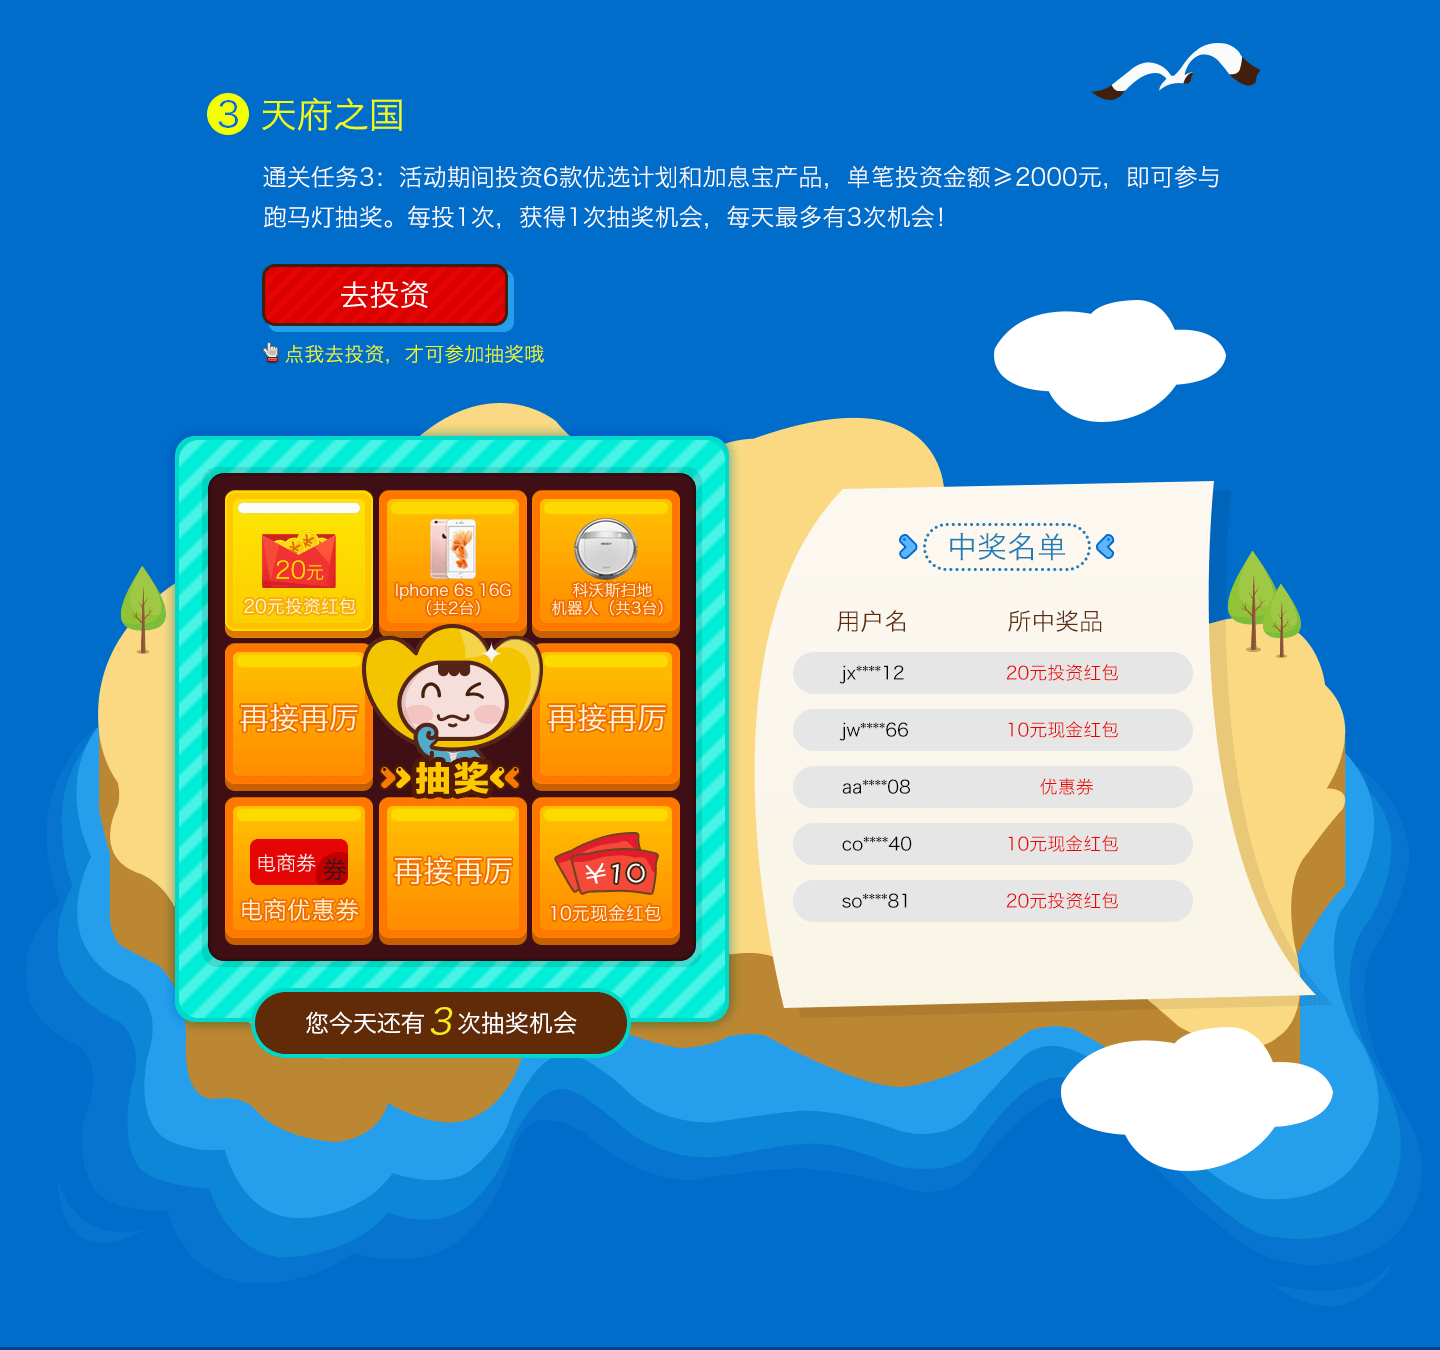 3 天府之国
通关任务3：活动期间投资6款优选计划和加息宝产品，单笔投资金额≥2000元，即可参与
跑马灯抽奖。每投1次，获得1次抽奖机会，每天最多有3次机会！
去投资
点我去投资，才可参加抽奖哦
20元
20元投资红包
Iphone 6s 16G
（共2台）
科沃斯扫地
机器人（共3台）
再接再厉
抽奖
再接再厉
电商券
券
电商优惠券
再接再厉
￥10
10元现金红包
您今天还有 3 次抽奖机会
中奖名单
用户名 所中奖品
jx****12 20元投资红包
jw****66 10元现金红包
aa****08 优惠券
co****40 10元现金红包
so****81 20元投资红包